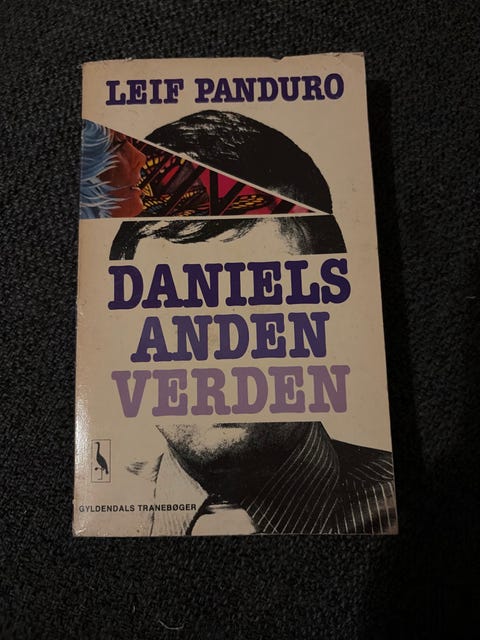 LEIF PANDURO
DANIELS
ANDEN
VERDEN
GYLDENDALS TRANEBØGER